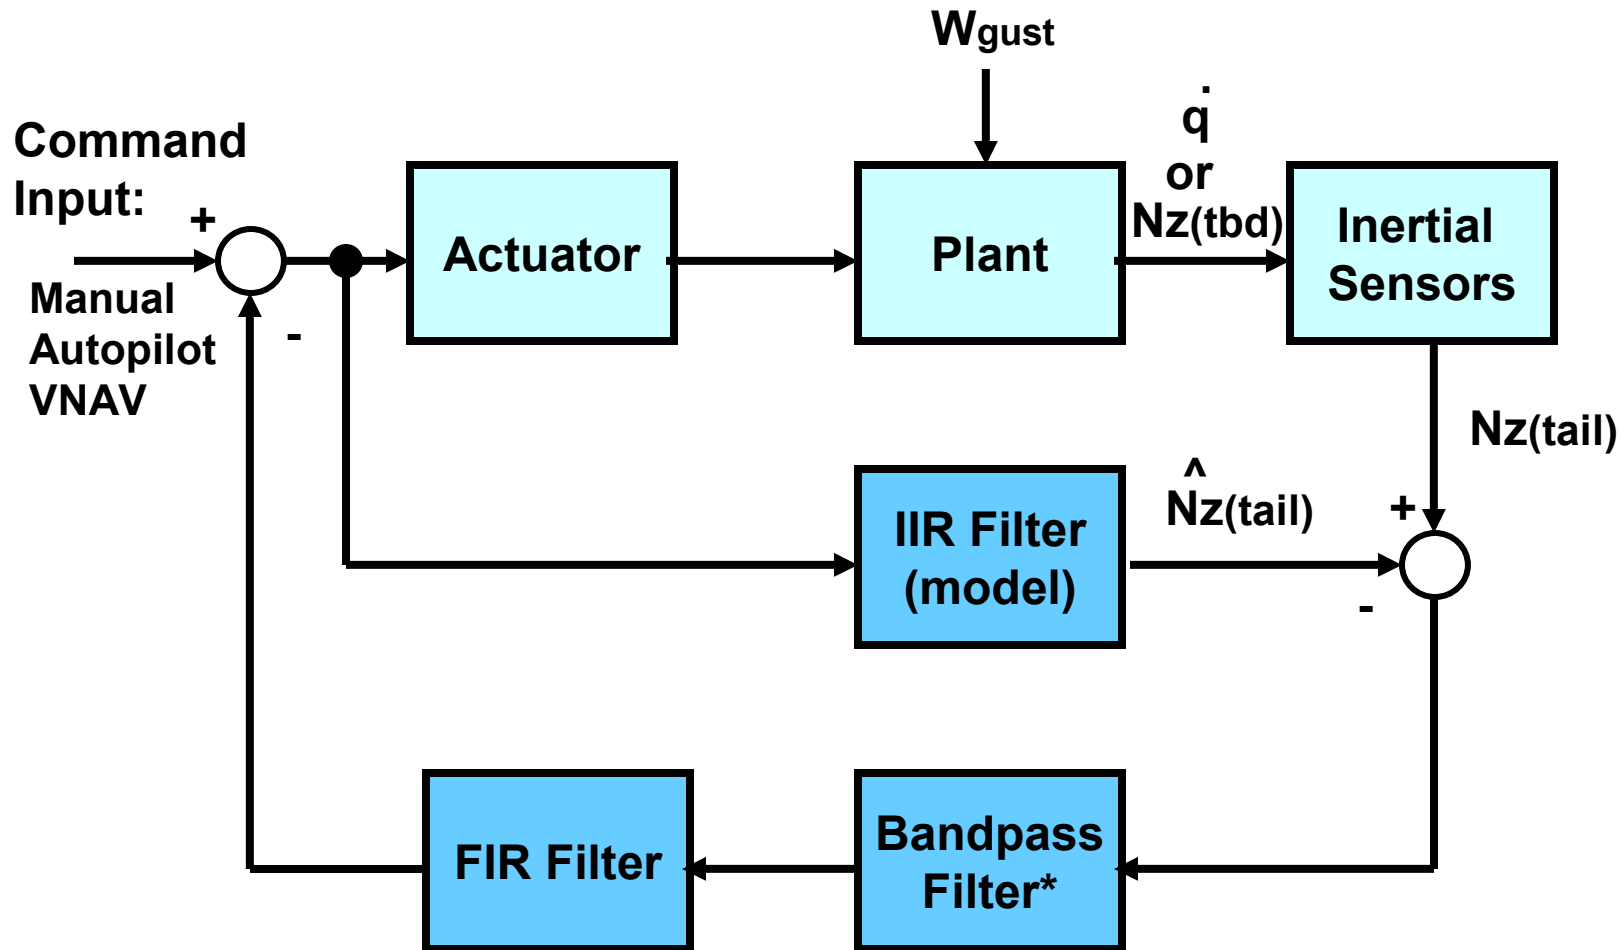 Wgust
q̇
or
Nz(tbd)
Command
Input:
+
-
Manual
Autopilot
VNAV
Actuator
Plant
Inertial
Sensors
Nz(tail)
IIR Filter
(model)
N̂z(tail)
+
-
FIR Filter
Bandpass
Filter*